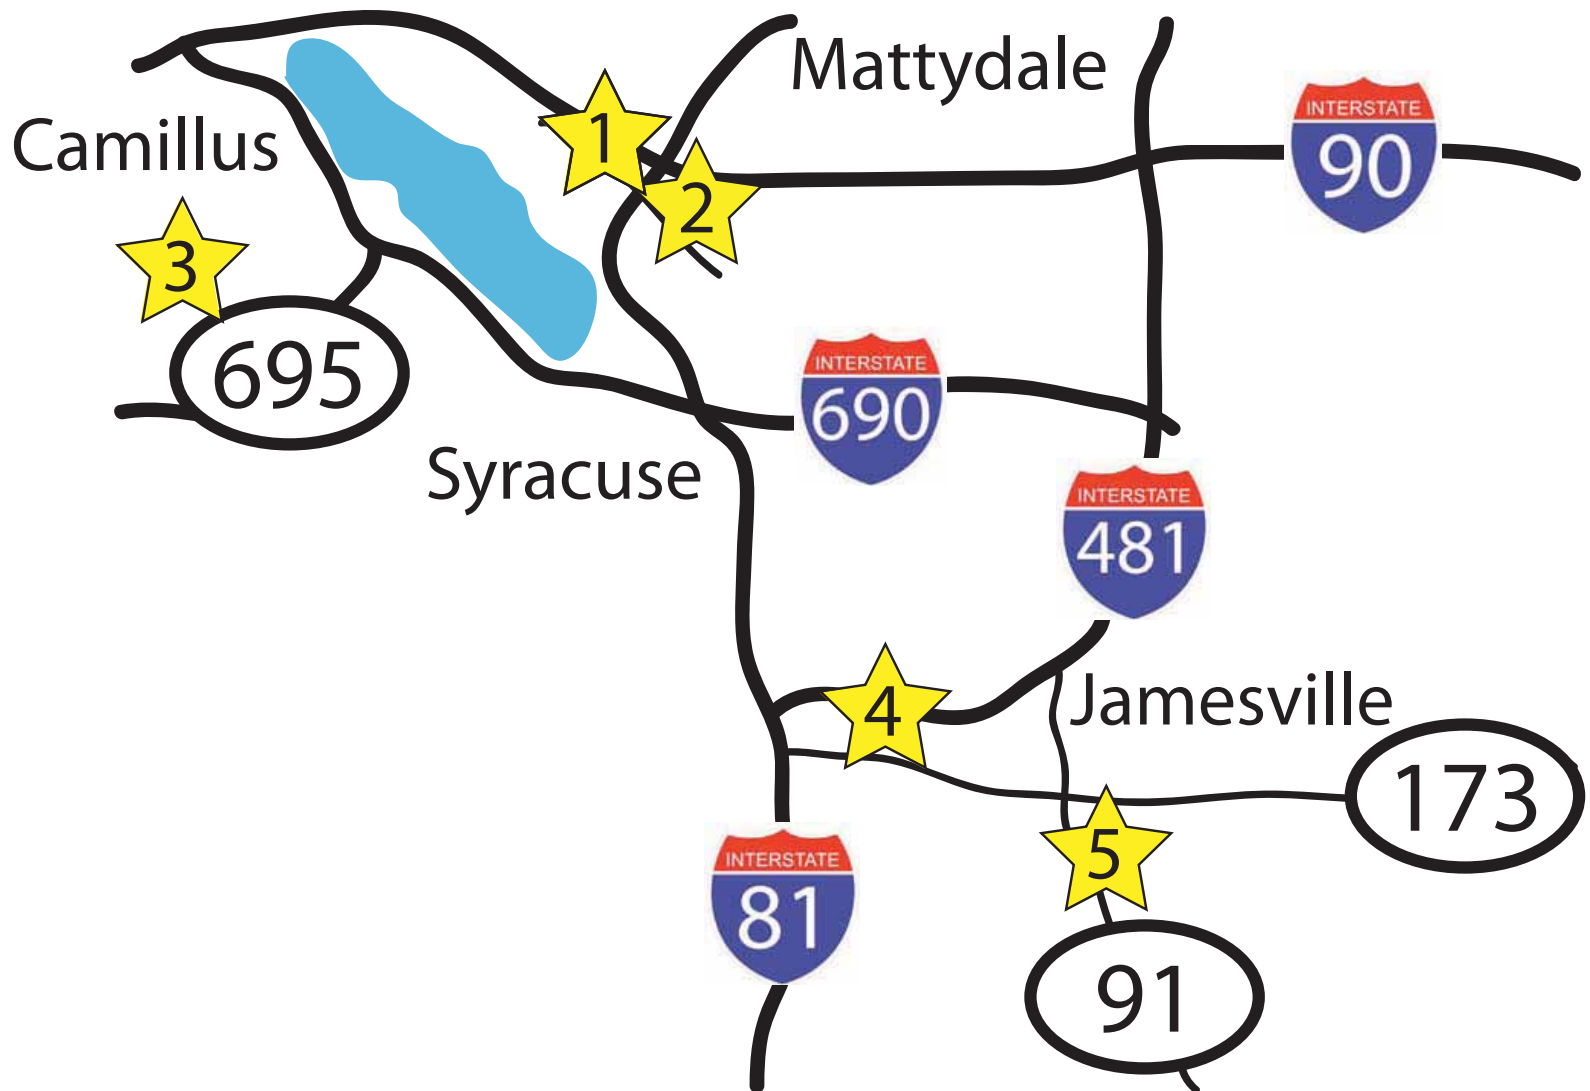 Mattydale
Camillus
1
2
3
INTERSTATE
90
695
INTERSTATE
690
Syracuse
INTERSTATE
481
4
Jamesville
173
5
INTERSTATE
81
91